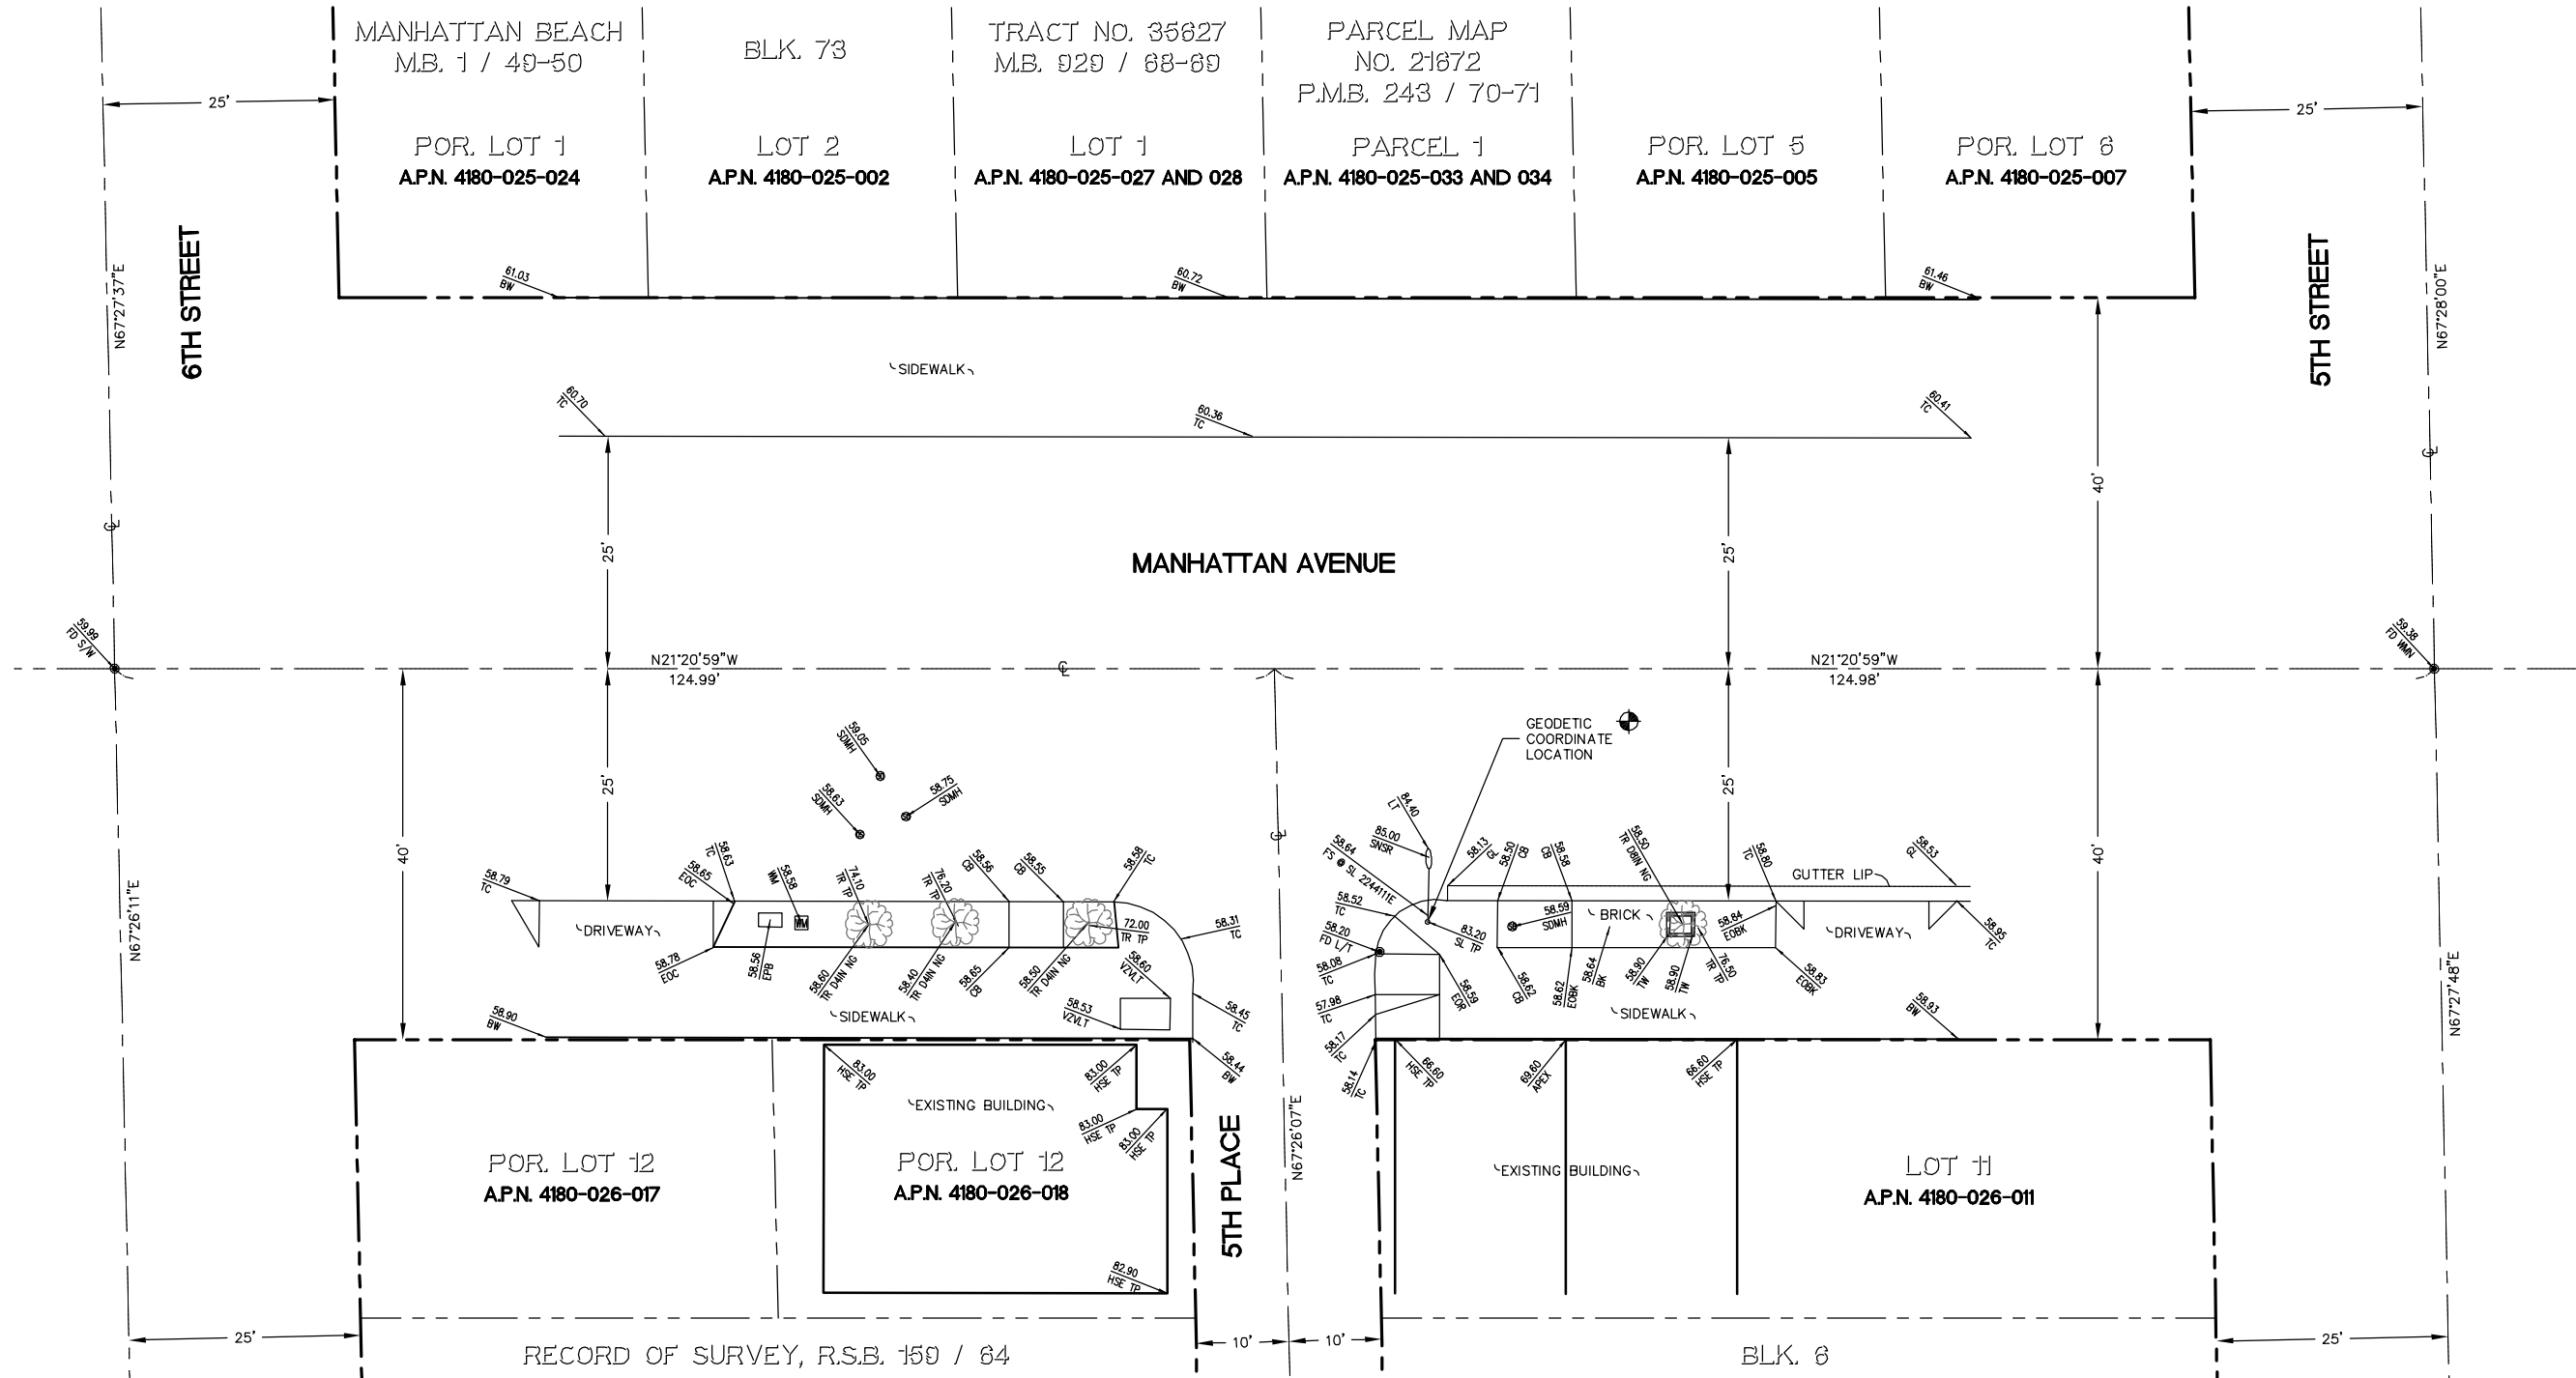 MANHATTAN BEACH
M.B. 1 / 49-50
BLK. 73
TRACT NO. 35627
M.B. 929 / 68-69
PARCEL MAP
NO. 21672
P.M.B. 243 / 70-71
25'
25'
POR. LOT 1
A.P.N. 4180-025-024
LOT 2
A.P.N. 4180-025-002
LOT 1
A.P.N. 4180-025-027 AND 028
PARCEL 1
A.P.N. 4180-025-033 AND 034
POR. LOT 5
A.P.N. 4180-025-005
POR. LOT 6
A.P.N. 4180-025-007
N67°27'37"E
6TH STREET
5TH STREET
N67°28'00"E
61.03
BW
60.72
BW
61.46
BW
SIDEWALK
60.70
TC
60.36
TC
60.41
TC
℄
℄
25'
25'
40'
MANHATTAN AVENUE
59.99
FD S/W
59.38
FD WMN
N21°20'59"W
124.99'
℄
N21°20'59"W
124.98'
59.05
SDMH
58.63
SDMH
58.75
SDMH
GEODETIC
COORDINATE
LOCATION
25'
25'
40'
40'
℄
58.79
TC
58.65
EOC
58.63
TC
58.58
WM
WM
74.10
TR TP
76.20
TR TP
58.56
CB
58.55
CB
58.58
TC
58.31
TC
72.00
TR TP
DRIVEWAY
58.78
EOC
58.56
EPB
58.60
TR D4IN NG
58.40
TR D4IN NG
58.65
CB
58.50
TR D4IN NG
58.60
VZVLT
58.53
VZVLT
58.45
TC
58.90
BW
SIDEWALK
58.44
BW
84.40
LT
85.00
SNSR
58.64
FS @ SL 2244111E
58.52
TC
58.20
FD L/T
58.08
TC
57.98
TC
58.17
TC
58.14
TC
58.13
GL
58.50
CB
58.58
CB
58.50
TR D8IN NG
58.80
TC
58.53
GL
GUTTER LIP
58.59
SDMH
BRICK
58.84
EOBK
DRIVEWAY
58.95
TC
83.20
SL TP
58.59
EOR
58.62
CB
58.62
EOBK
58.64
BK
58.90
TW
58.90
TW
76.50
TR TP
58.83
EOBK
SIDEWALK
58.93
BW
N67°26'11"E
N67°27'48"E
83.00
HSE TP
83.00
HSE TP
83.00
HSE TP
83.00
HSE TP
82.90
HSE TP
66.60
HSE TP
69.60
APEX
66.60
HSE TP
EXISTING BUILDING
POR. LOT 12
A.P.N. 4180-026-017
POR. LOT 12
A.P.N. 4180-026-018
5TH PLACE
N67°26'07"E
EXISTING BUILDING
LOT 11
A.P.N. 4180-026-011
25'
10'
10'
25'
RECORD OF SURVEY, R.S.B. 159 / 64
BLK. 6